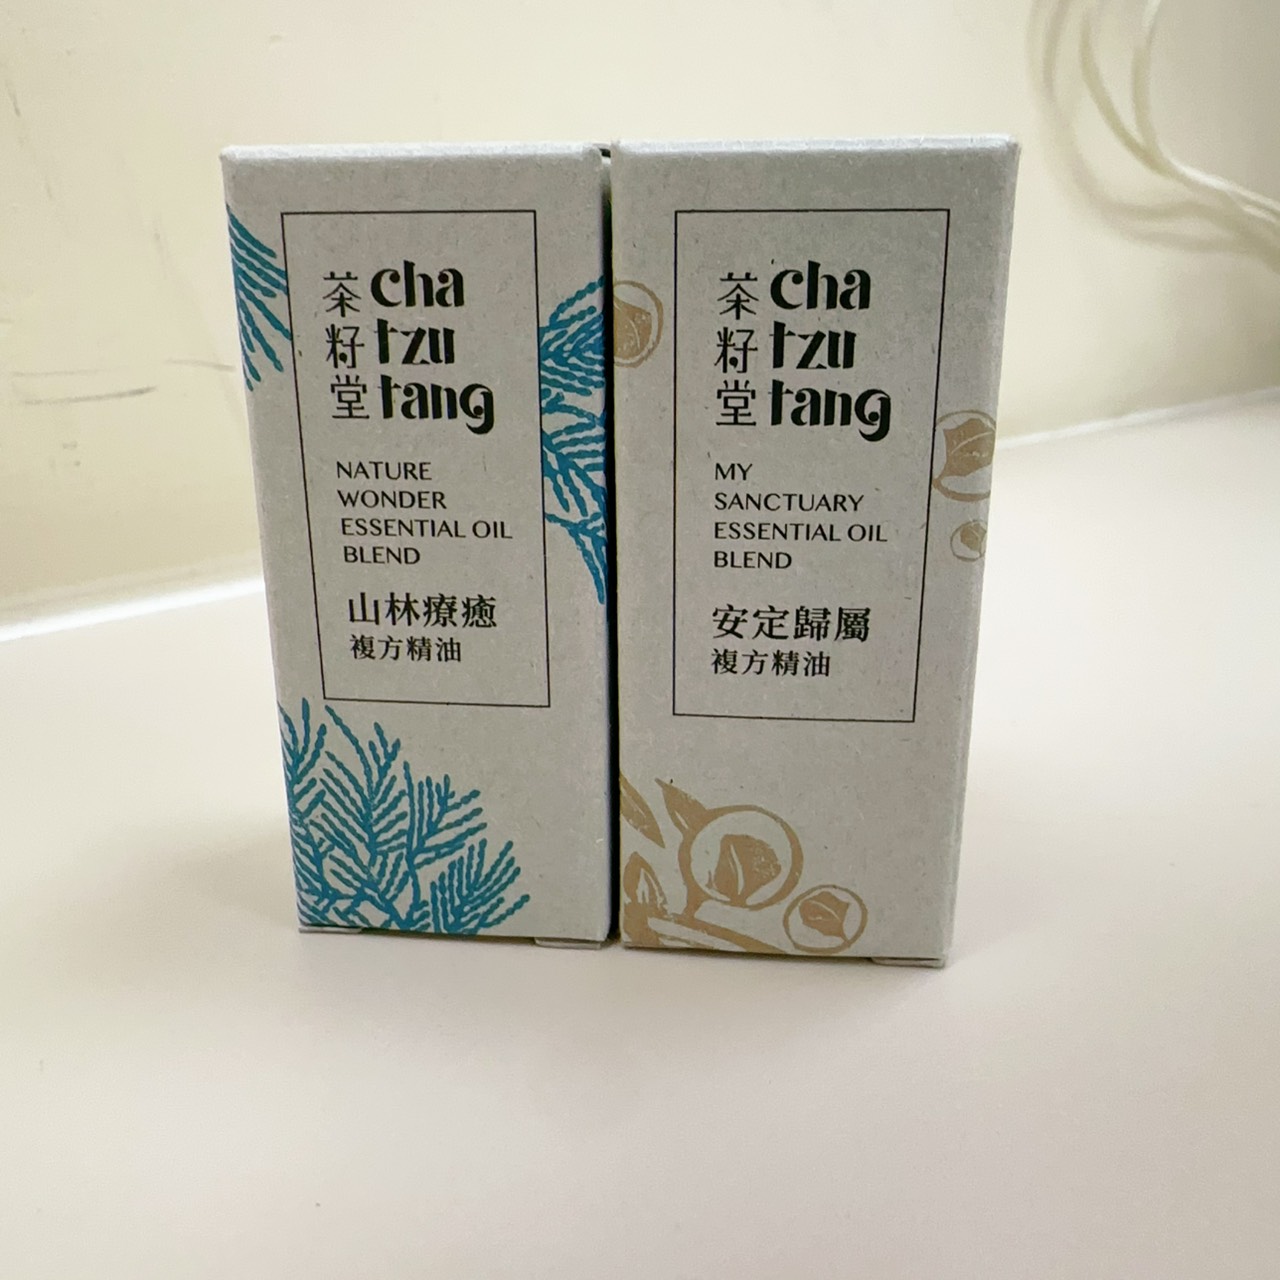 茶籽堂
cha
tzu
tang
NATURE
WONDER
ESSENTIAL OIL
BLEND
山林療癒
複方精油
茶籽堂
cha
tzu
tang
MY
SANCTUARY
ESSENTIAL OIL
BLEND
安定歸屬
複方精油